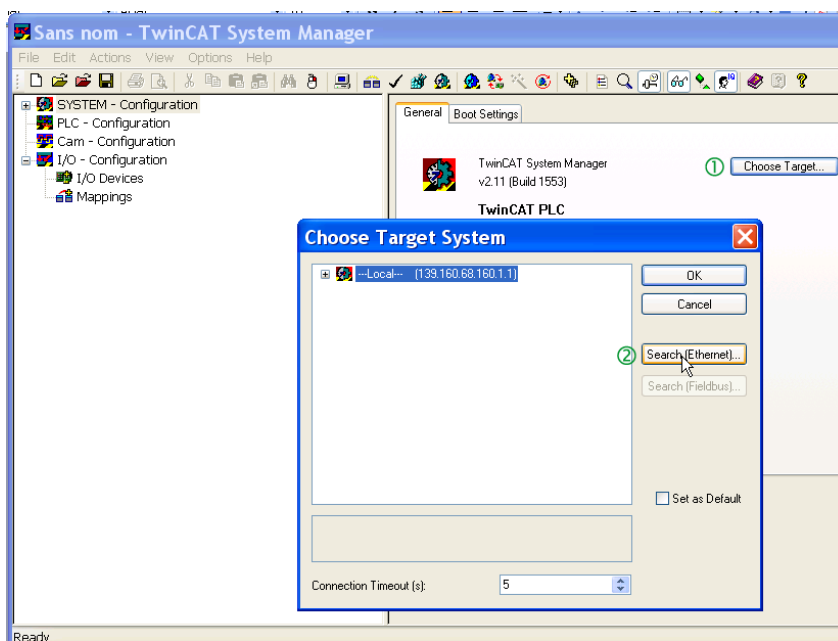 Sans nom - TwinCAT System Manager
File Edit Actions View Options Help
SYSTEM - Configuration
PLC - Configuration
Cam - Configuration
I/O - Configuration
I/O Devices
Mappings
General Boot Settings
TwinCAT System Manager
v2.11 (Build 1553)
TwinCAT PLC
① Choose Target...
Choose Target System
---Local--- (139.160.68.160.1.1)
OK
Cancel
② Search (Ethernet)...
Search (Fieldbus)...
Set as Default
Connection Timeout (s): 5
Ready